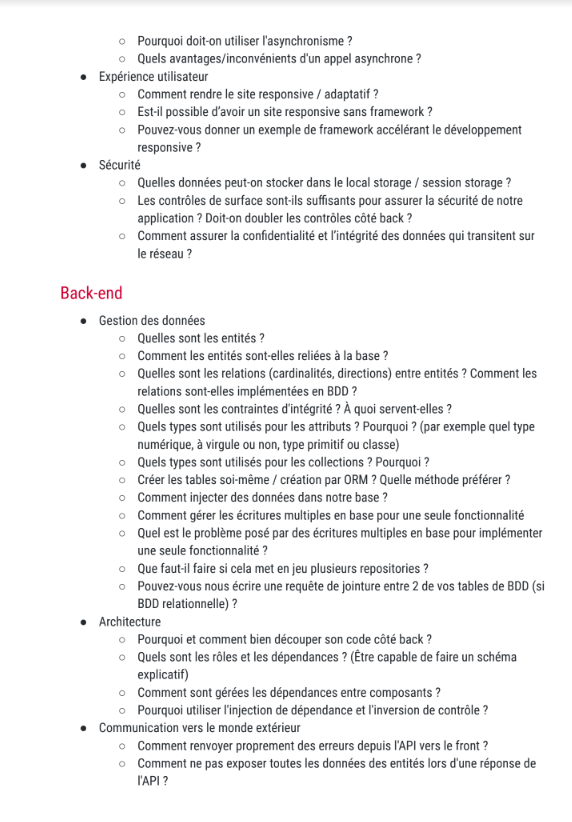 ○ Pourquoi doit-on utiliser l'asynchronisme ?
○ Quels avantages/inconvénients d'un appel asynchrone ?
● Expérience utilisateur
○ Comment rendre le site responsive / adaptatif ?
○ Est-il possible d'avoir un site responsive sans framework ?
○ Pouvez-vous donner un exemple de framework accélérant le développement
responsive ?
● Sécurité
○ Quelles données peut-on stocker dans le local storage / session storage ?
○ Les contrôles de surface sont-ils suffisants pour assurer la sécurité de notre
application ? Doit-on doubler les contrôles côté back ?
○ Comment assurer la confidentialité et l'intégrité des données qui transitent sur
le réseau ?
Back-end
● Gestion des données
○ Quelles sont les entités ?
○ Comment les entités sont-elles reliées à la base ?
○ Quelles sont les relations (cardinalités, directions) entre entités ? Comment les
relations sont-elles implémentées en BDD ?
○ Quelles sont les contraintes d'intégrité ? À quoi servent-elles ?
○ Quels types sont utilisés pour les attributs ? Pourquoi ? (par exemple quel type
numérique, à virgule ou non, type primitif ou classe)
○ Quels types sont utilisés pour les collections ? Pourquoi ?
○ Créer les tables soi-même / création par ORM ? Quelle méthode préférer ?
○ Comment injecter des données dans notre base ?
○ Comment gérer les écritures multiples en base pour une seule fonctionnalité
○ Quel est le problème posé par des écritures multiples en base pour implémenter
une seule fonctionnalité ?
○ Que faut-il faire si cela met en jeu plusieurs repositories ?
○ Pouvez-vous nous écrire une requête de jointure entre 2 de vos tables de BDD (si
BDD relationnelle) ?
● Architecture
○ Pourquoi et comment bien découper son code côté back ?
○ Quels sont les rôles et les dépendances ? (Être capable de faire un schéma
explicatif)
○ Comment sont gérées les dépendances entre composants ?
○ Pourquoi utiliser l'injection de dépendance et l'inversion de contrôle ?
● Communication vers le monde extérieur
○ Comment renvoyer proprement des erreurs depuis l'API vers le front ?
○ Comment ne pas exposer toutes les données des entités lors d'une réponse de
l'API ?